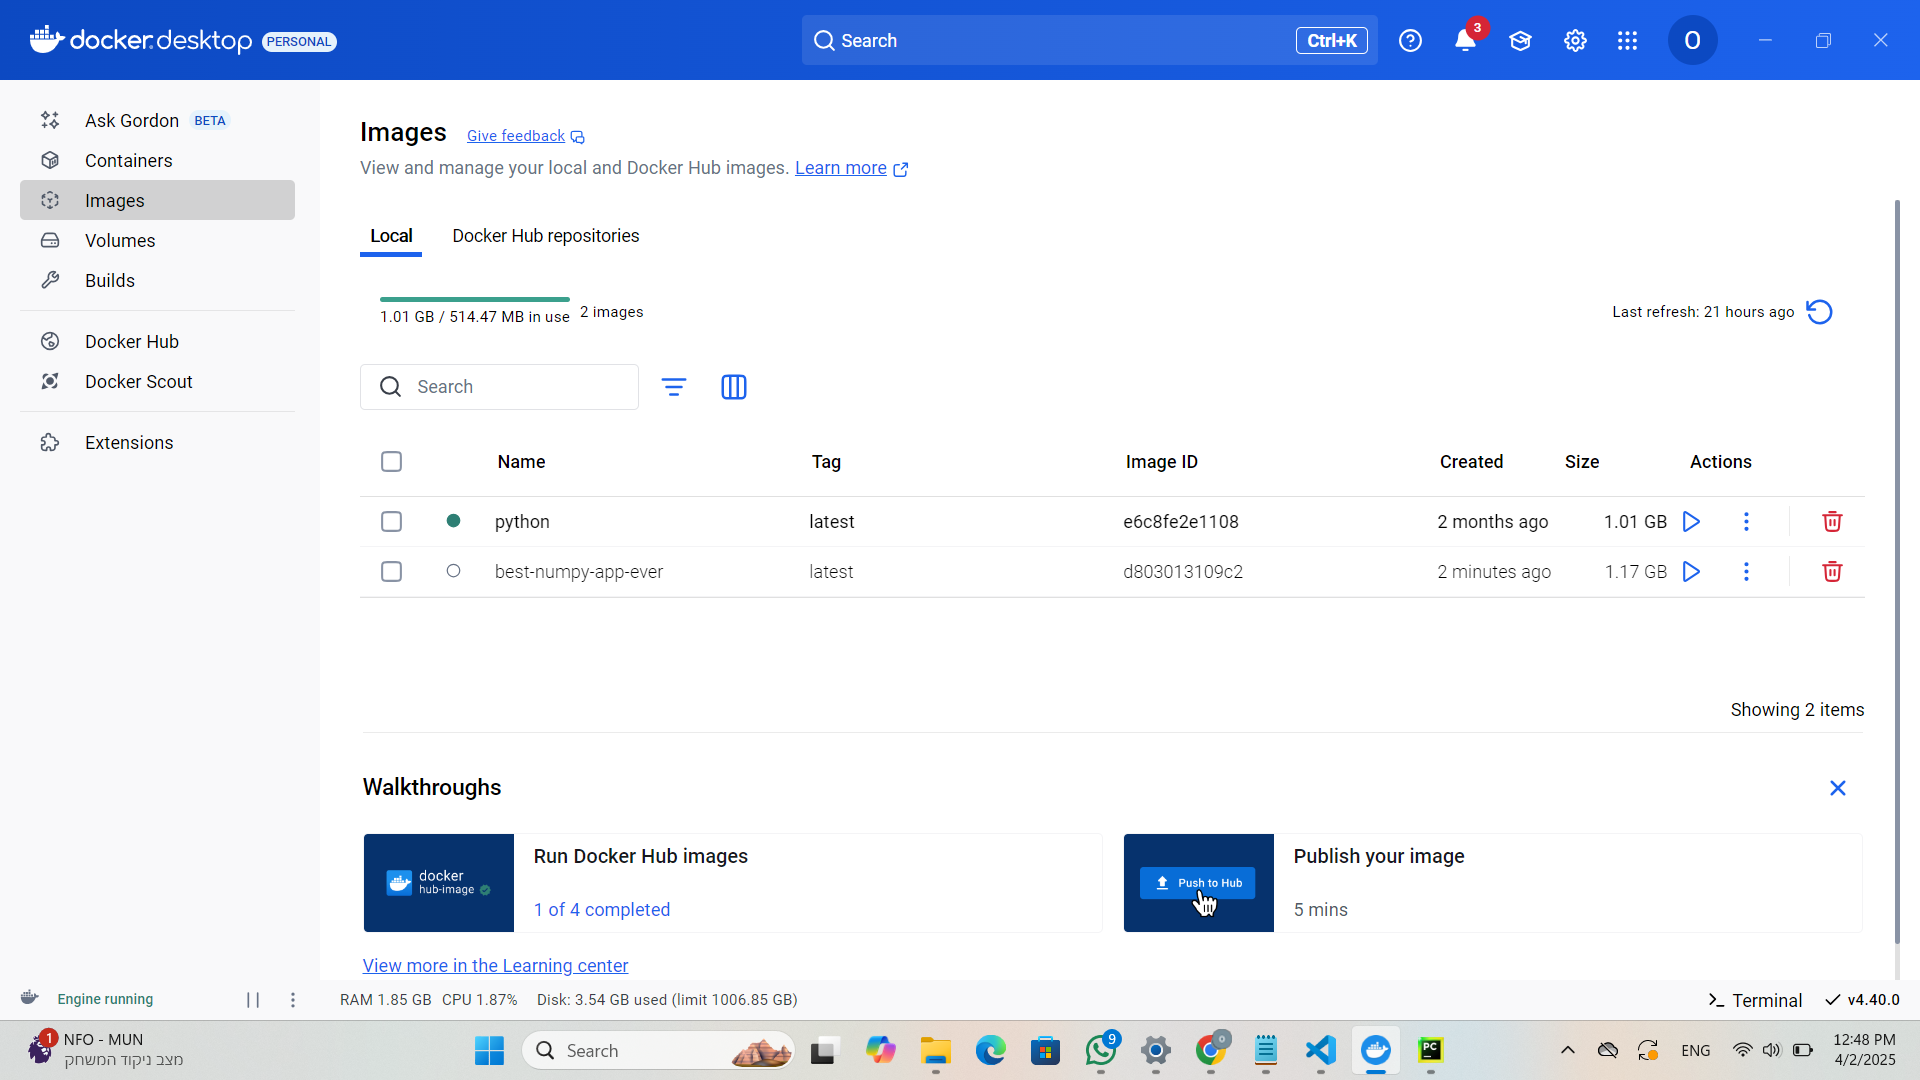 docker.desktop PERSONAL
Search Ctrl+K
3
O
Ask Gordon BETA
Containers
Images
Volumes
Builds
Docker Hub
Docker Scout
Extensions
Images Give feedback
View and manage your local and Docker Hub images. Learn more
Local Docker Hub repositories
1.01 GB / 514.47 MB in use 2 images
Last refresh: 21 hours ago
Search
Name Tag Image ID Created Size Actions
python latest e6c8fe2e1108 2 months ago 1.01 GB
best-numpy-app-ever latest d803013109c2 2 minutes ago 1.17 GB
Showing 2 items
Walkthroughs
docker
hub-image
Run Docker Hub images
1 of 4 completed
Push to Hub
Publish your image
5 mins
View more in the Learning center
Engine running
RAM 1.85 GB CPU 1.87% Disk: 3.54 GB used (limit 1006.85 GB)
Terminal v4.40.0
1
NFO - MUN
מצב ניקוד המשחק
Search
9
0
PC
ENG
12:48 PM
4/2/2025